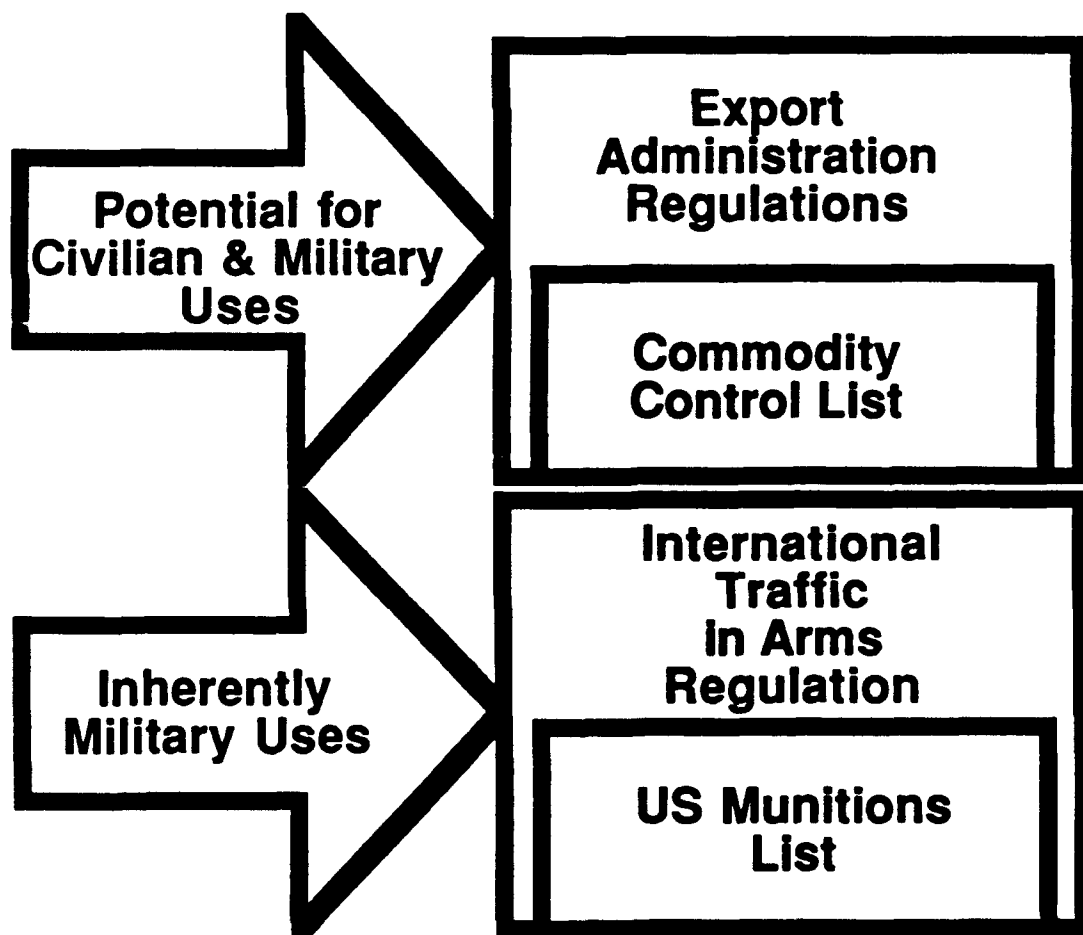 Potential for
Civilian & Military
Uses
Export
Administration
Regulations
Commodity
Control List
Inherently
Military Uses
International
Traffic
in Arms
Regulation
US Munitions
List